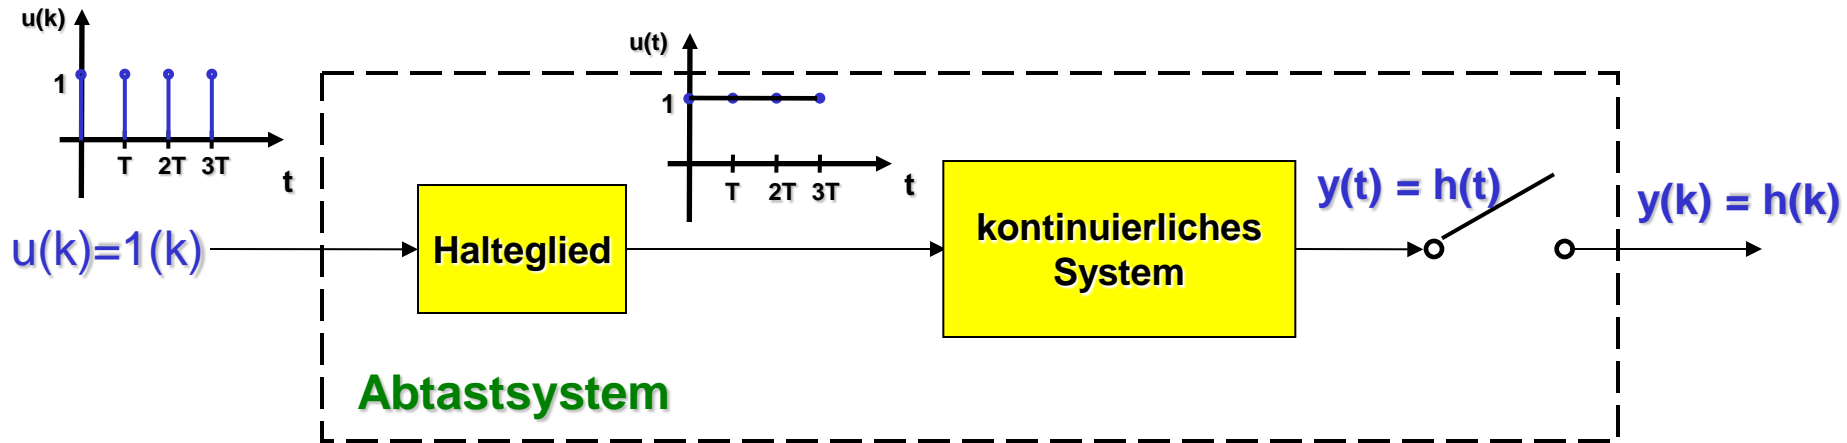 u(k)
1
T 2T 3T
t
u(t)
1
T 2T 3T
t
u(k)=1(k)
Halteglied
kontinuierliches
System
y(t) = h(t)
y(k) = h(k)
Abtastsystem